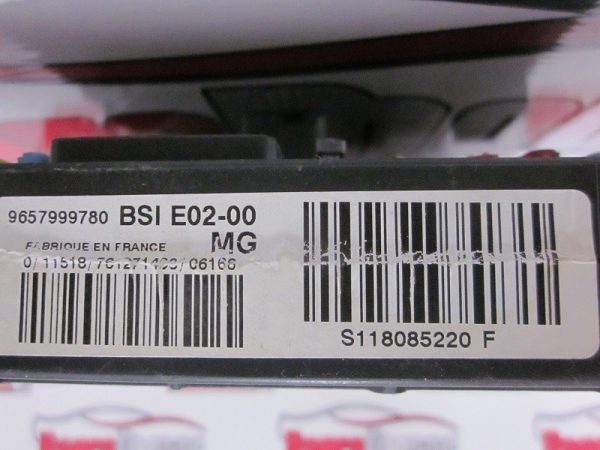 9657999780 BSI E02-00
MG
FABRIQUE EN FRANCE
S118085220 F